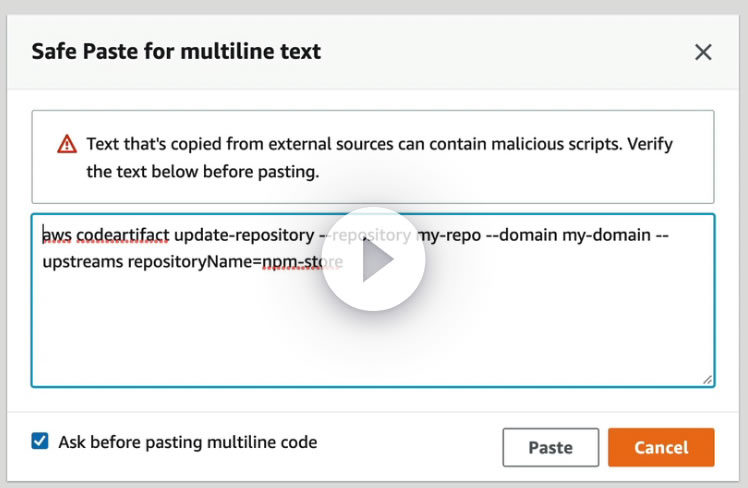 Safe Paste for multiline text
Text that's copied from external sources can contain malicious scripts. Verify
the text below before pasting.
aws codeartifact update-repository --repository my-repo --domain my-domain --
upstreams repositoryName=npm-store
Ask before pasting multiline code
Paste
Cancel